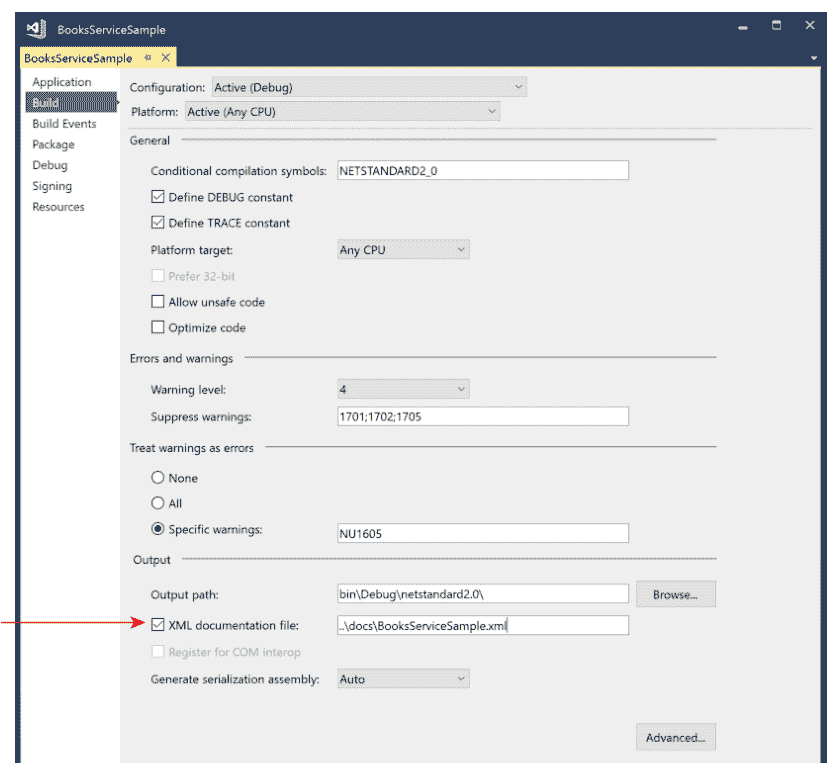 BooksServiceSample
BooksServiceSample
Application
Build
Build Events
Package
Debug
Signing
Resources
Configuration: Active (Debug)
Platform: Active (Any CPU)
General
Conditional compilation symbols: NETSTANDARD2_0
Define DEBUG constant
Define TRACE constant
Platform target: Any CPU
Prefer 32-bit
Allow unsafe code
Optimize code
Errors and warnings
Warning level: 4
Suppress warnings: 1701;1702;1705
Treat warnings as errors
None
All
Specific warnings: NU1605
Output
Output path: bin\Debug\netstandard2.0\ Browse...
XML documentation file: ..\docs\BooksServiceSample.xml
Register for COM interop
Generate serialization assembly: Auto
Advanced...